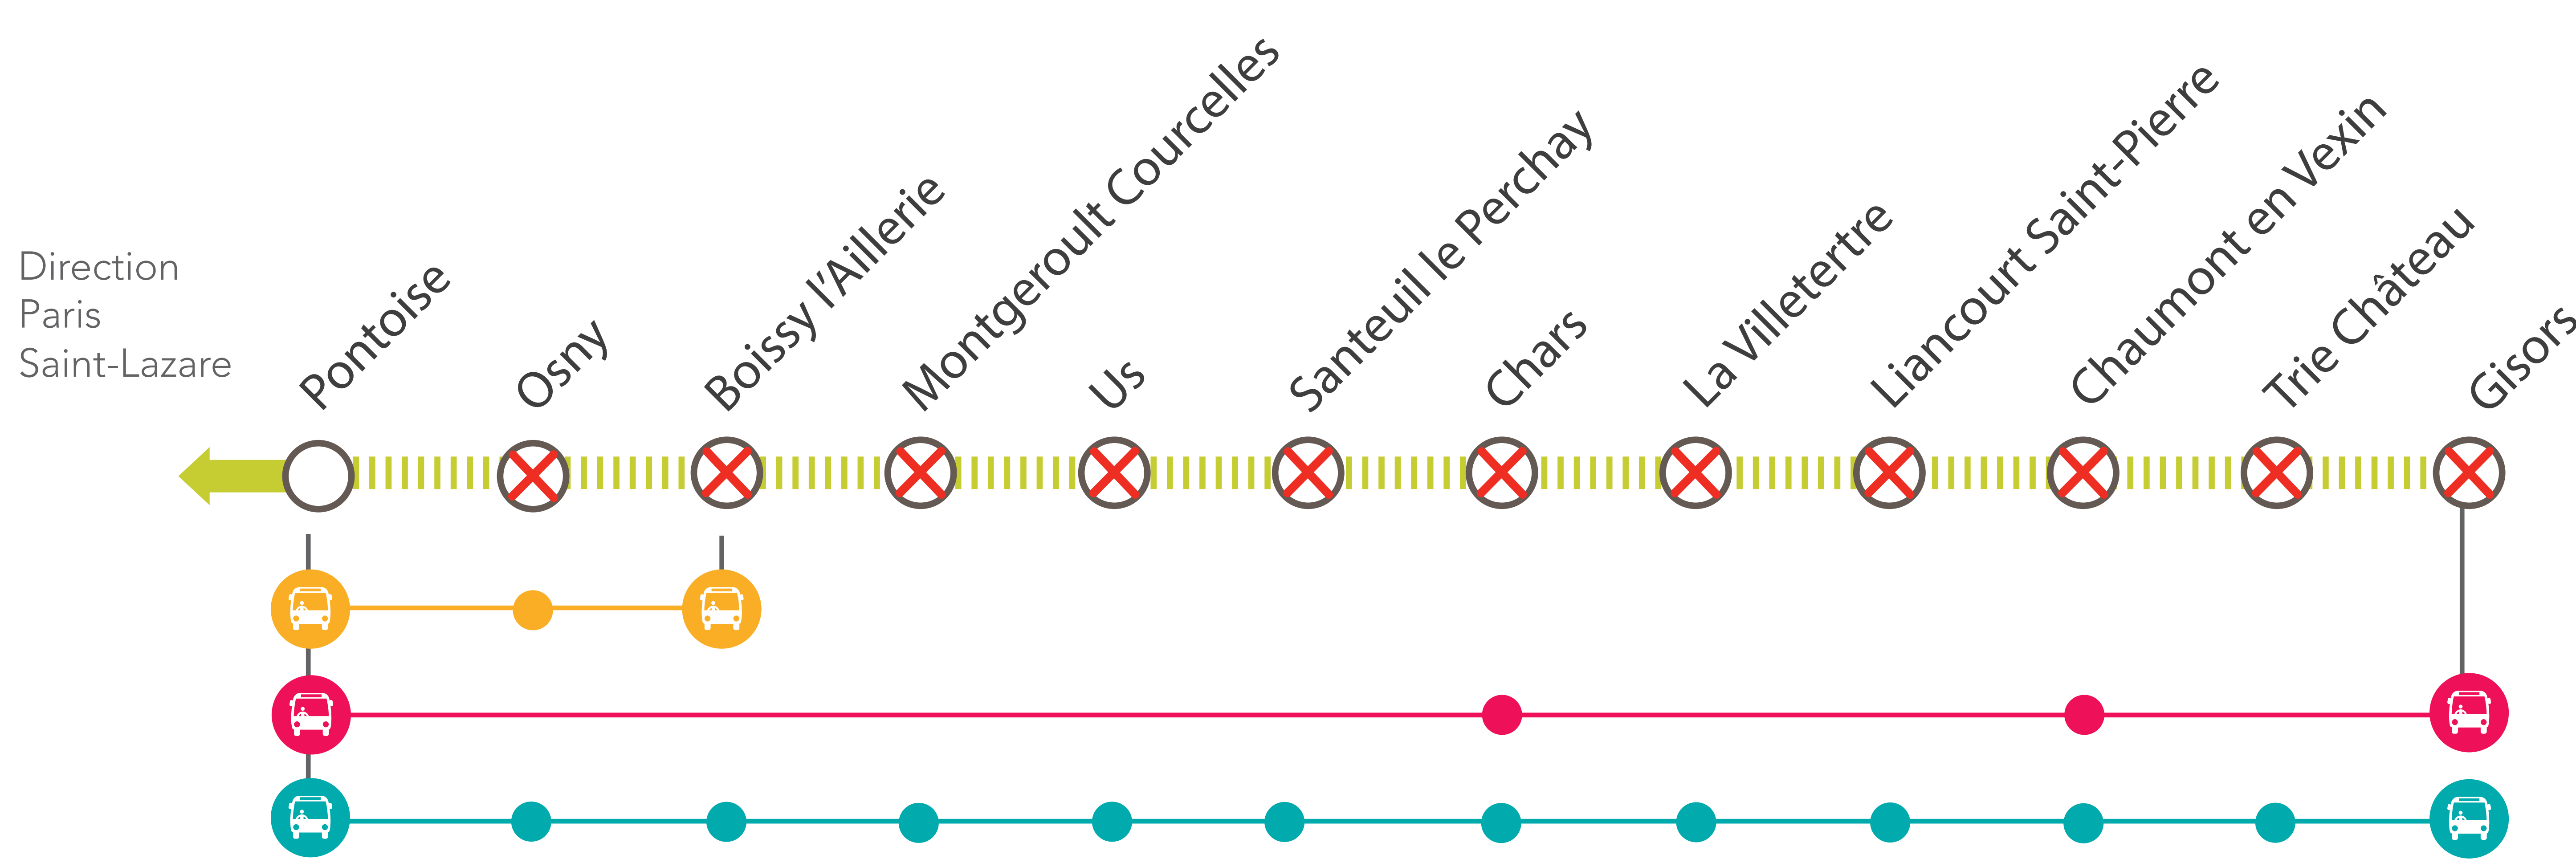 Direction
Paris
Saint-Lazare
Pontoise
Osny
Boissy l'Aillerie
Montgeroult Courcelles
Us
Santeuil le Perchay
Chars
La Villetertre
Liancourt Saint-Pierre
Chaumont en Vexin
Trie Château
Gisors